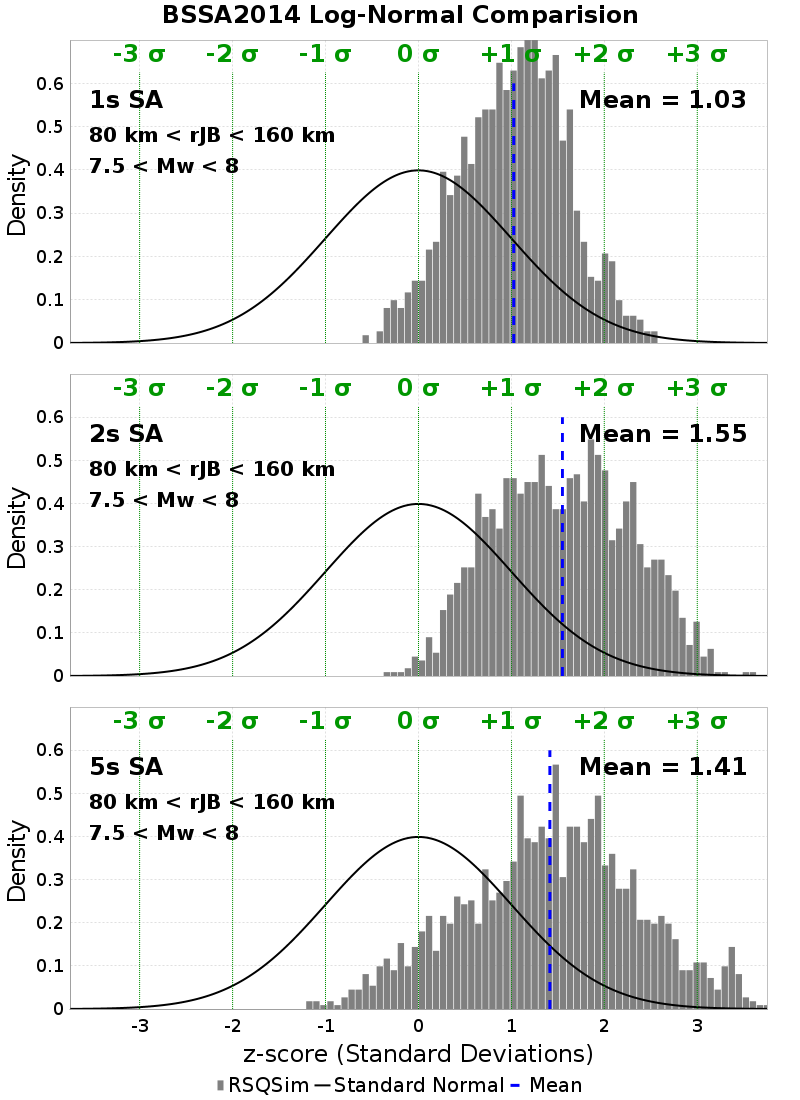 BSSA2014 Log-Normal Comparision
-3 σ -2 σ -1 σ 0 σ +1 σ +2 σ +3 σ
1s SA
Mean = 1.03
80 km < rJB < 160 km
7.5 < Mw < 8
Density
0.6
0.5
0.4
0.3
0.2
0.1
0
-3 σ -2 σ -1 σ 0 σ +1 σ +2 σ +3 σ
2s SA
Mean = 1.55
80 km < rJB < 160 km
7.5 < Mw < 8
Density
0.6
0.5
0.4
0.3
0.2
0.1
0
-3 σ -2 σ -1 σ 0 σ +1 σ +2 σ +3 σ
5s SA
Mean = 1.41
80 km < rJB < 160 km
7.5 < Mw < 8
Density
0.6
0.5
0.4
0.3
0.2
0.1
0
-3 -2 -1 0 1 2 3
z-score (Standard Deviations)
RSQSim Standard Normal Mean